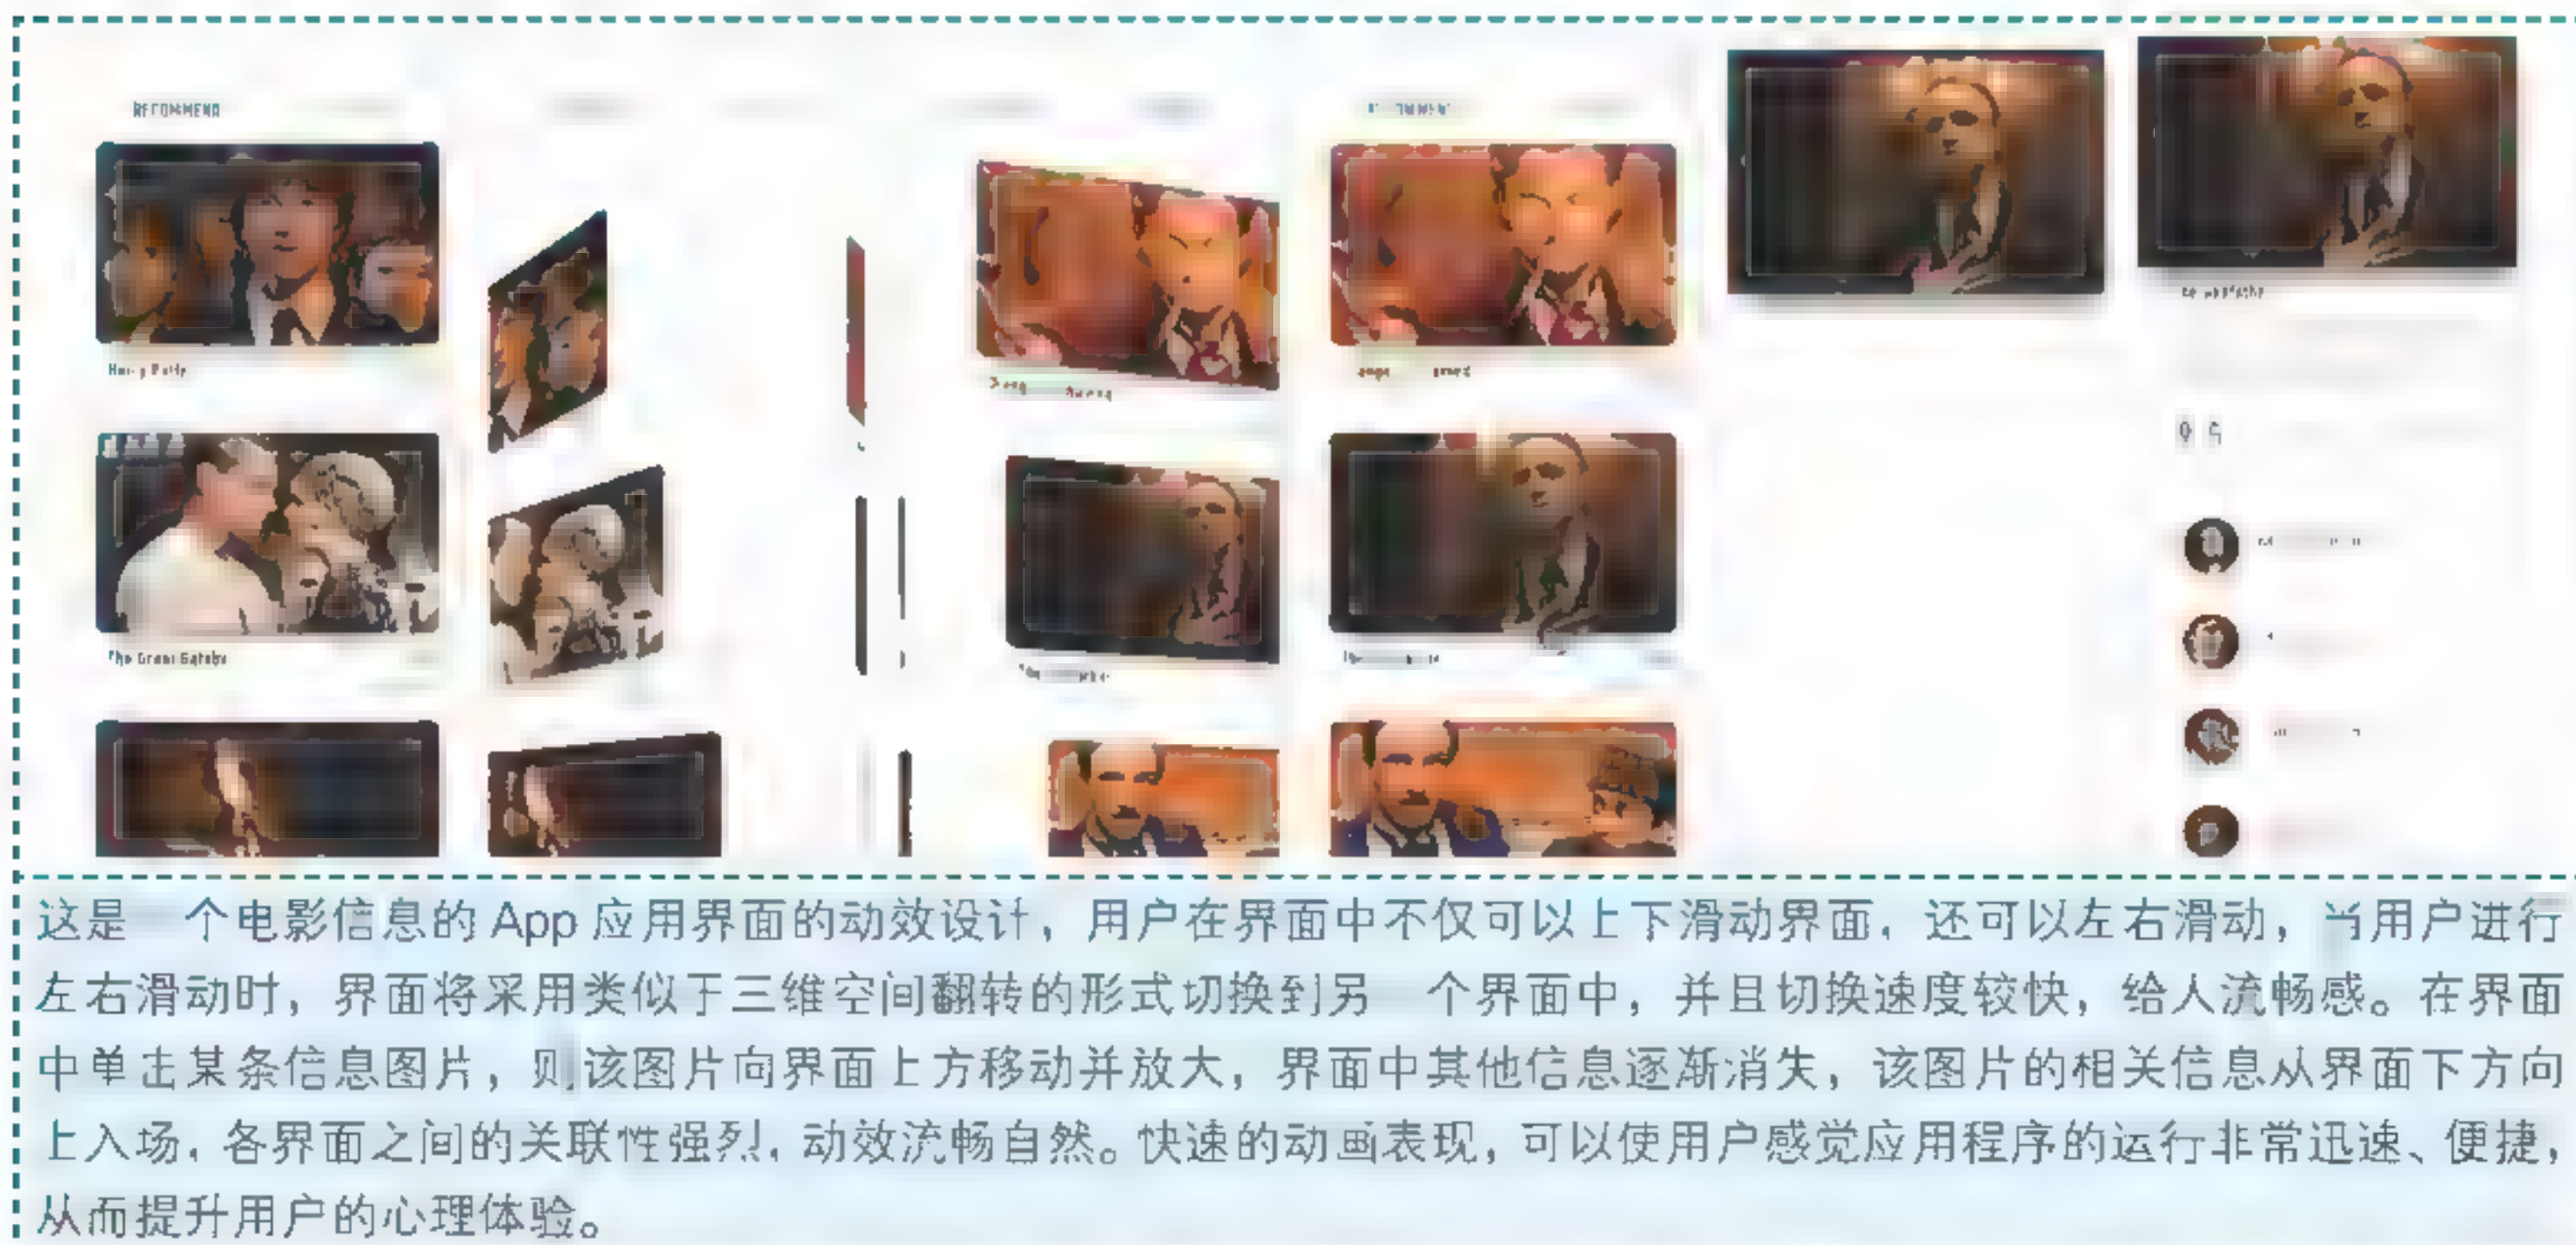 RECOMMEND
The Great Gatsby
这是一个电影信息的 App 应用界面的动效设计，用户在界面中不仅可以上下滑动界面，还可以左右滑动，当用户进行
左右滑动时，界面将采用类似于三维空间翻转的形式切换到另一个界面中，并且切换速度较快，给人流畅感。在界面
中单击某条信息图片，则该图片向界面上方移动并放大，界面中其他信息逐渐消失，该图片的相关信息从界面下方向
上入场，各界面之间的关联性强烈，动效流畅自然。快速的动画表现，可以使用户感觉应用程序的运行非常迅速、便捷，
从而提升用户的心理体验。